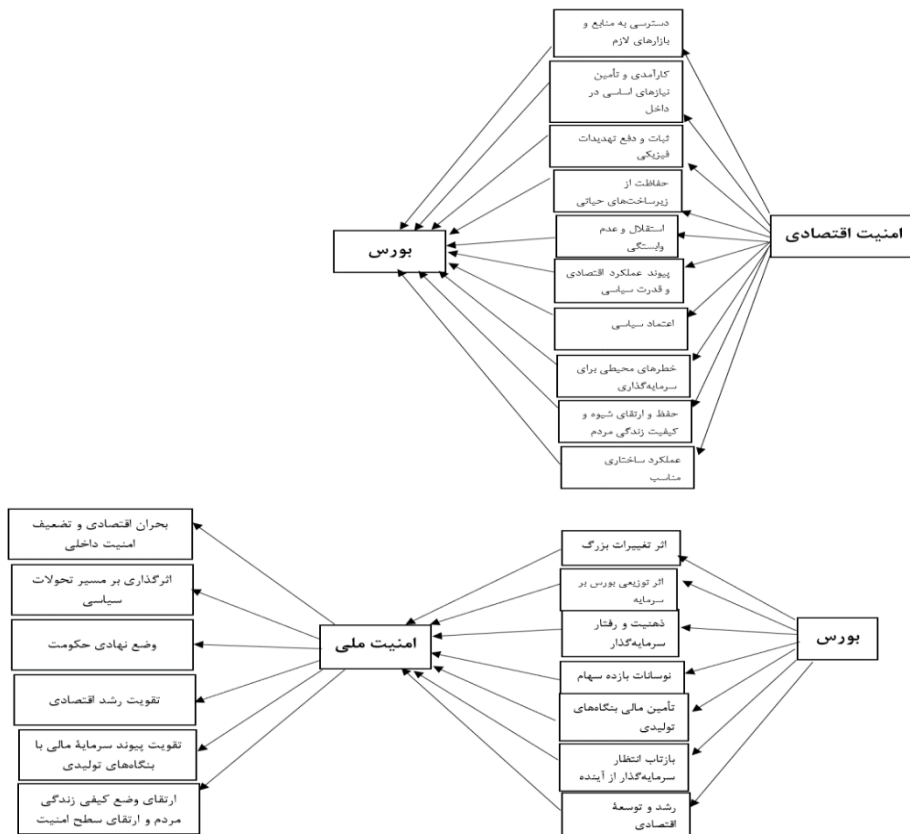 دسترسی به منابع و
بازارهای لازم
کارآمدی و تأمین
نیازهای اساسی در
داخل
ثبات و دفع تهدیدات
فیزیکی
حفاظت از
زیرساخت‌های حیاتی
استقلال و عدم
وابستگی
پیوند عملکرد اقتصادی
و قدرت سیاسی
اعتماد سیاسی
خطرهای محیطی برای
سرمایه‌گذاری
حفظ و ارتقای شیوه و
کیفیت زندگی مردم
عملکرد ساختاری
مناسب
امنیت اقتصادی
بورس
بورس
اثر تغییرات بزرگ
اثر توزیعی بورس بر
سرمایه
ذهنیت و رفتار
سرمایه‌گذار
نوسانات بازده سهام
تأمین مالی بنگاه‌های
تولیدی
بازتاب انتظار
سرمایه‌گذار از آینده
رشد و توسعهٔ
اقتصادی
امنیت ملی
بحران اقتصادی و تضعیف
امنیت داخلی
اثرگذاری بر مسیر تحولات
سیاسی
وضع نهادی حکومت
تقویت رشد اقتصادی
تقویت پیوند سرمایهٔ مالی با
بنگاه‌های تولیدی
ارتقای وضع کیفی زندگی
مردم و ارتقای سطح امنیت